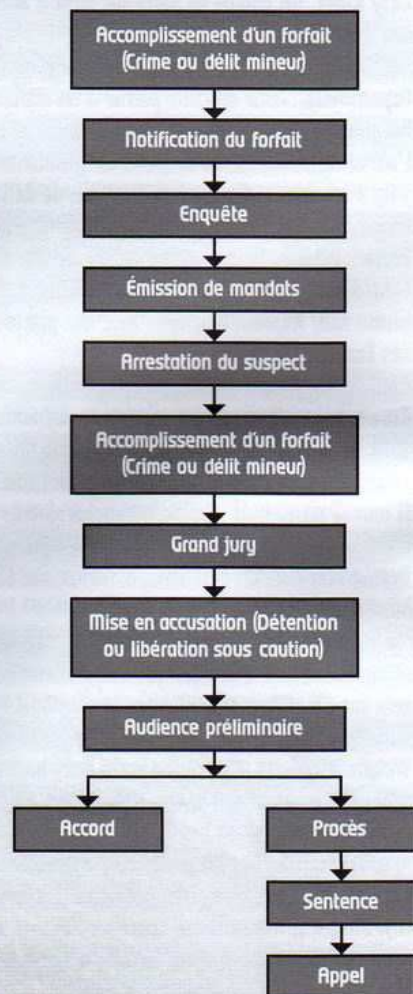 Accomplissement d'un forfait
(Crime ou délit mineur)
Notification du forfait
Enquête
Émission de mandats
Arrestation du suspect
Accomplissement d'un forfait
(Crime ou délit mineur)
Grand jury
Mise en accusation (Détention
ou libération sous caution)
Audience préliminaire
Accord
Procès
Sentence
Appel